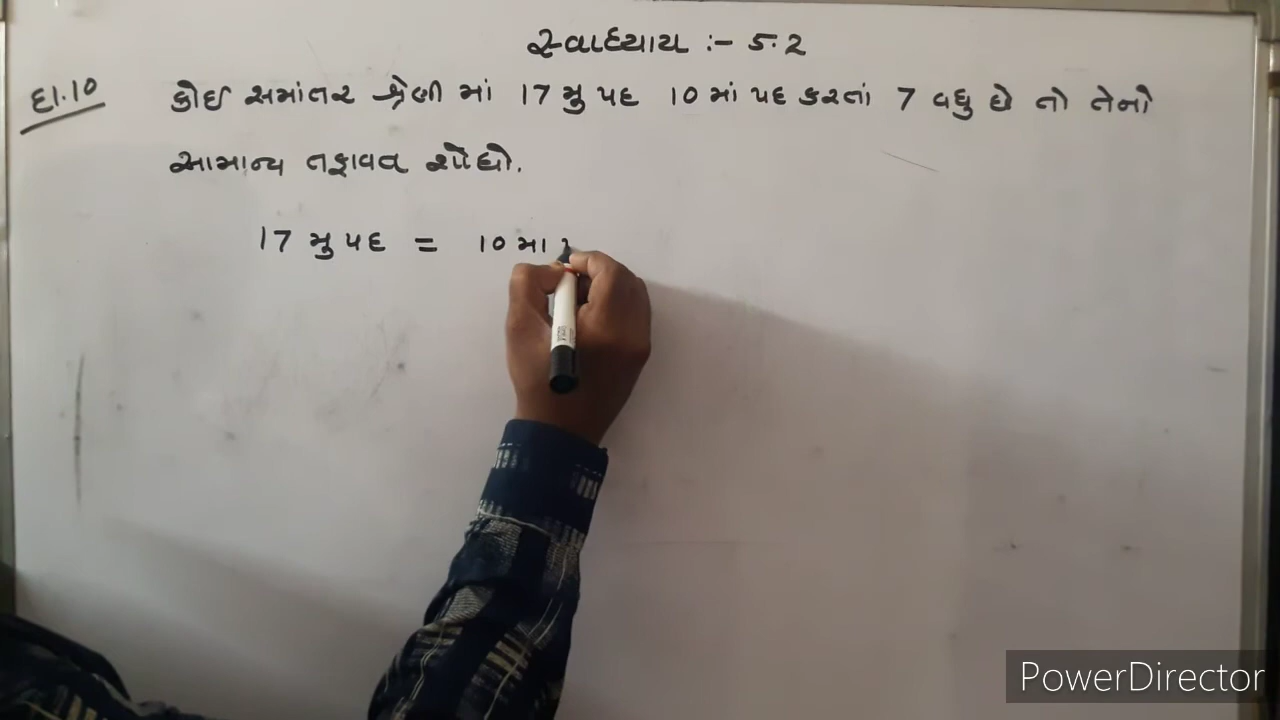 સ્વાધ્યાય :- 5.2
દા.10 કોઈ સમાંતર શ્રેણી માં 17 મુ પદ 10 માં પદ કરતાં 7 વધુ છે તો તેનો
સામાન્ય તફાવત શોધો.
17 મુ પદ = 10 મા
PowerDirector